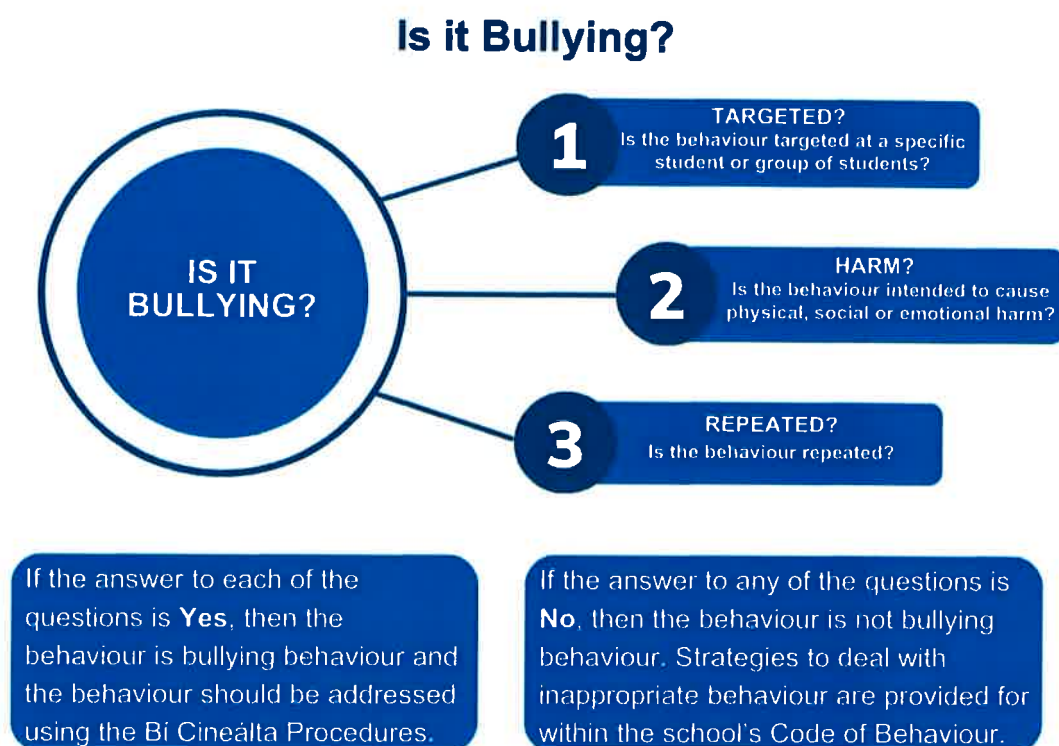 Is it Bullying?
IS IT
BULLYING?
1
TARGETED?
Is the behaviour targeted at a specific
student or group of students?
2
HARM?
Is the behaviour intended to cause
physical, social or emotional harm?
3
REPEATED?
Is the behaviour repeated?
If the answer to each of the
questions is Yes, then the
behaviour is bullying behaviour and
the behaviour should be addressed
using the Bí Cineálta Procedures.
If the answer to any of the questions is
No, then the behaviour is not bullying
behaviour. Strategies to deal with
inappropriate behaviour are provided for
within the school's Code of Behaviour.